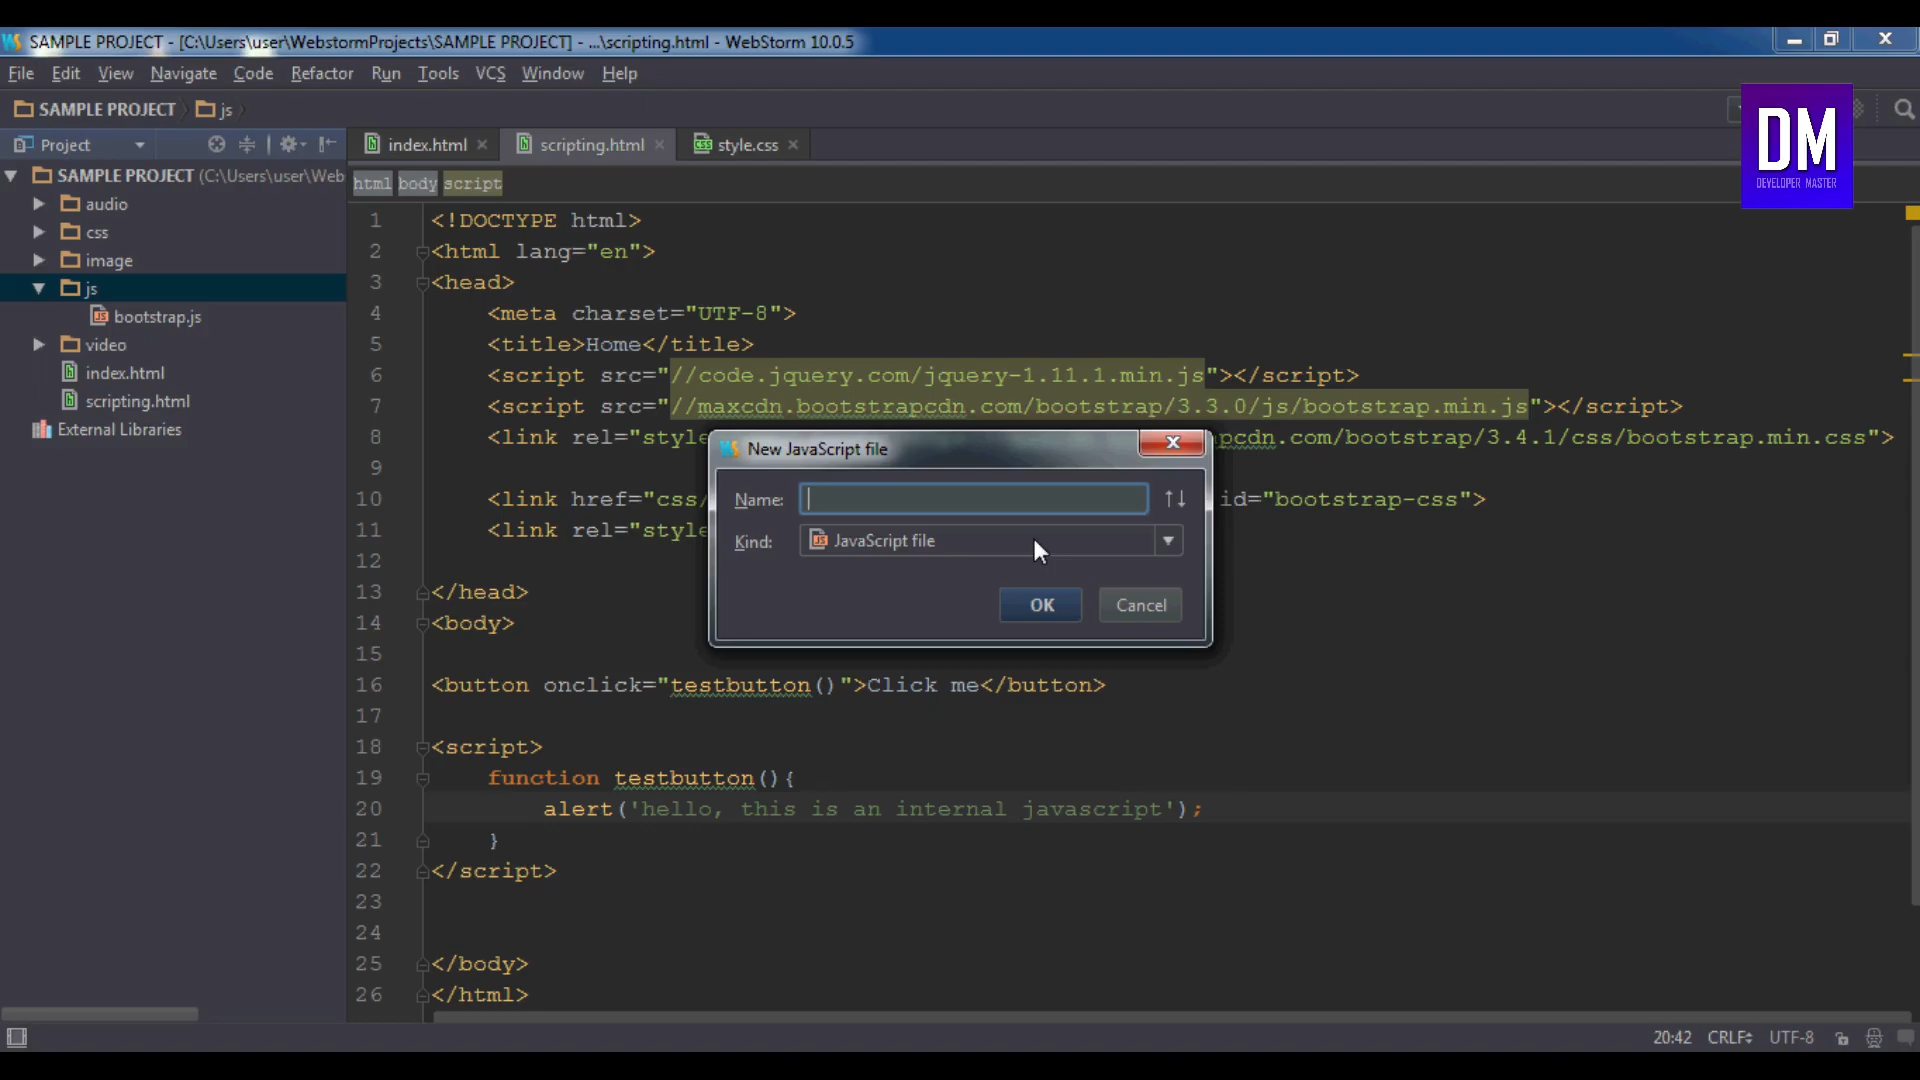 SAMPLE PROJECT - [C:\Users\user\WebstormProjects\SAMPLE PROJECT] - ...\scripting.html - WebStorm 10.0.5
File Edit View Navigate Code Refactor Run Tools VCS Window Help
SAMPLE PROJECT js
DM
DEVELOPER MASTER
Project
index.html scripting.html style.css
SAMPLE PROJECT (C:\Users\user\Web
audio
css
image
js
bootstrap.js
video
index.html
scripting.html
External Libraries
html body script
1 <!DOCTYPE html>
2 <html lang="en">
3 <head>
4 <meta charset="UTF-8">
5 <title>Home</title>
6 <script src="//code.jquery.com/jquery-1.11.1.min.js"></script>
7 <script src="//maxcdn.bootstrapcdn.com/bootstrap/3.3.0/js/bootstrap.min.js"></script>
8 <link rel="style pcdn.com/bootstrap/3.4.1/css/bootstrap.min.css">
9
10 <link href="css/ id="bootstrap-css">
11 <link rel="style
12
13 </head>
14 <body>
15
16 <button onclick="testbutton()">Click me</button>
17
18 <script>
19 function testbutton(){
20 alert('hello, this is an internal javascript');
21 }
22 </script>
23
24
25 </body>
26 </html>
New JavaScript file
Name:
Kind: JavaScript file
OK Cancel
20:42 CRLF UTF-8